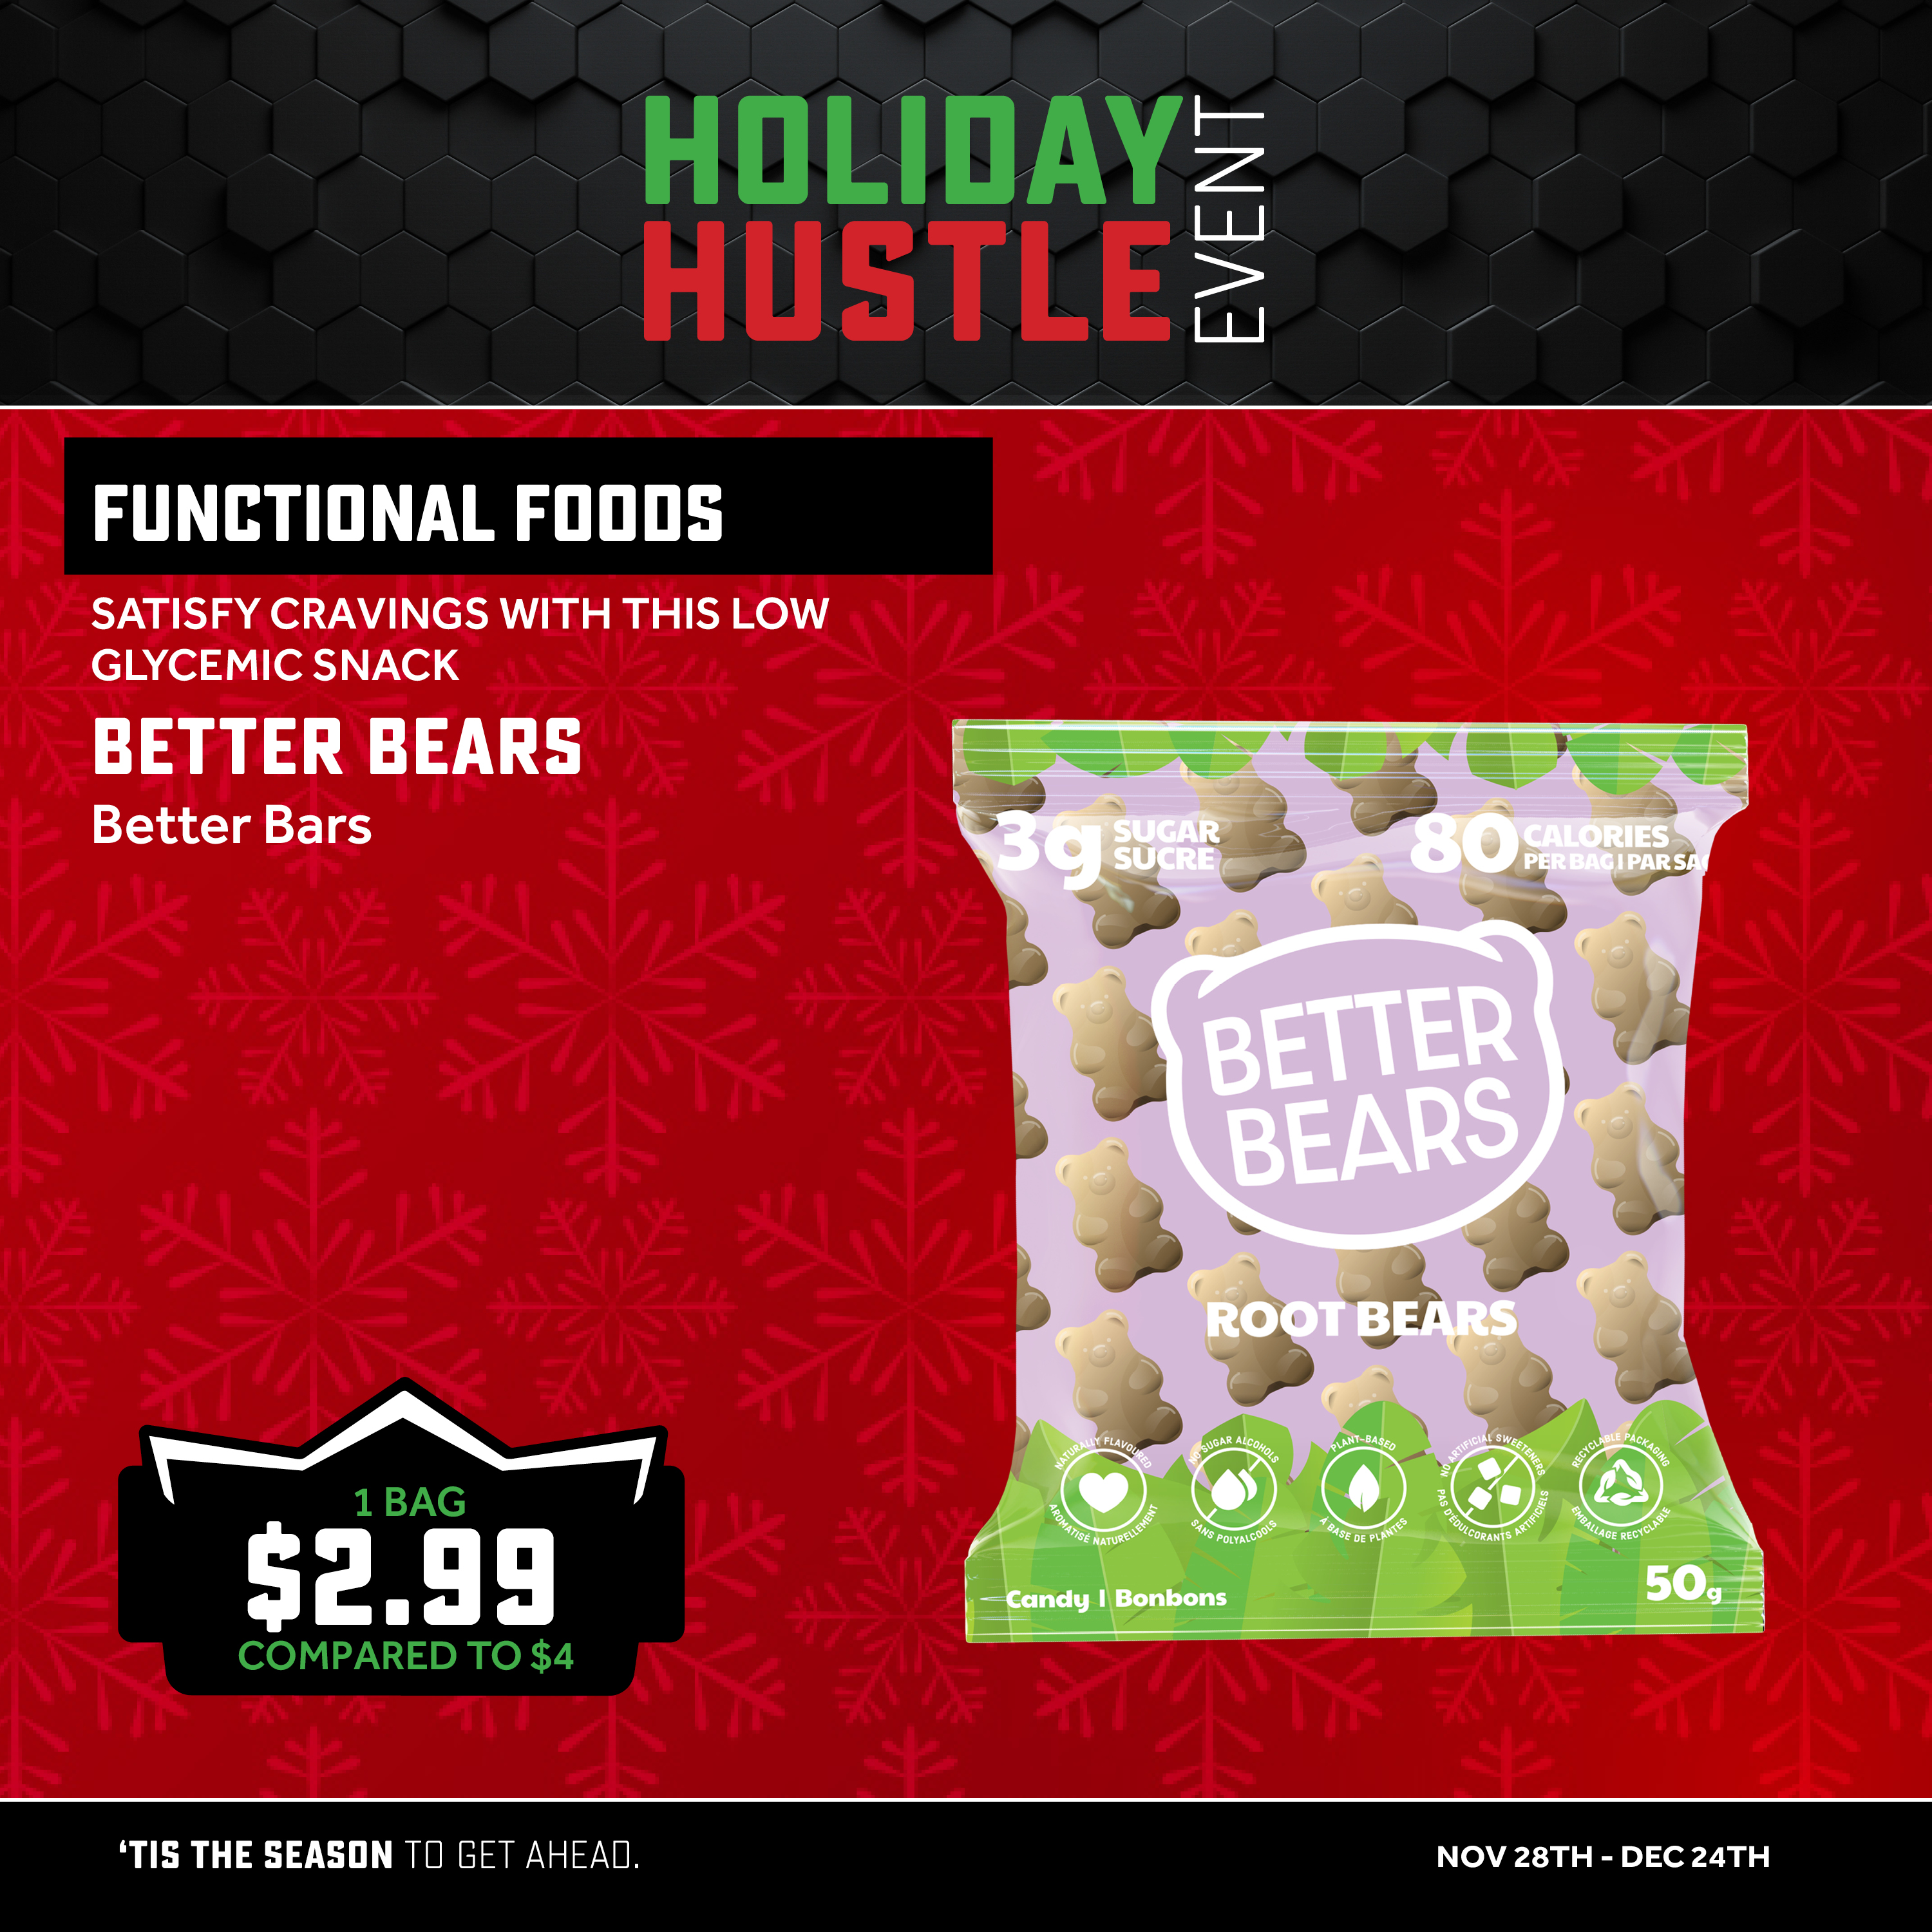 HOLIDAY
HUSTLE
EVENT
FUNCTIONAL FOODS
SATISFY CRAVINGS WITH THIS LOW
GLYCEMIC SNACK
BETTER BEARS
Better Bars
3g SUGAR
SUCRE
80 CALORIES
PER BAG | PAR SAC
BETTER
BEARS
ROOT BEARS
NATURALLY FLAVOURED
AROMATISÉ NATURELLEMENT
NO SUGAR ALCOHOLS
SANS POLYALCOOLS
PLANT-BASED
À BASE DE PLANTES
NO ARTIFICIAL SWEETENERS
PAS D'ÉDULCORANTS ARTIFICIELS
RECYCLABLE PACKAGING
EMBALLAGE RECYCLABLE
Candy | Bonbons
50g
1 BAG
$2.99
COMPARED TO $4
‘TIS THE SEASON TO GET AHEAD.
NOV 28TH - DEC 24TH